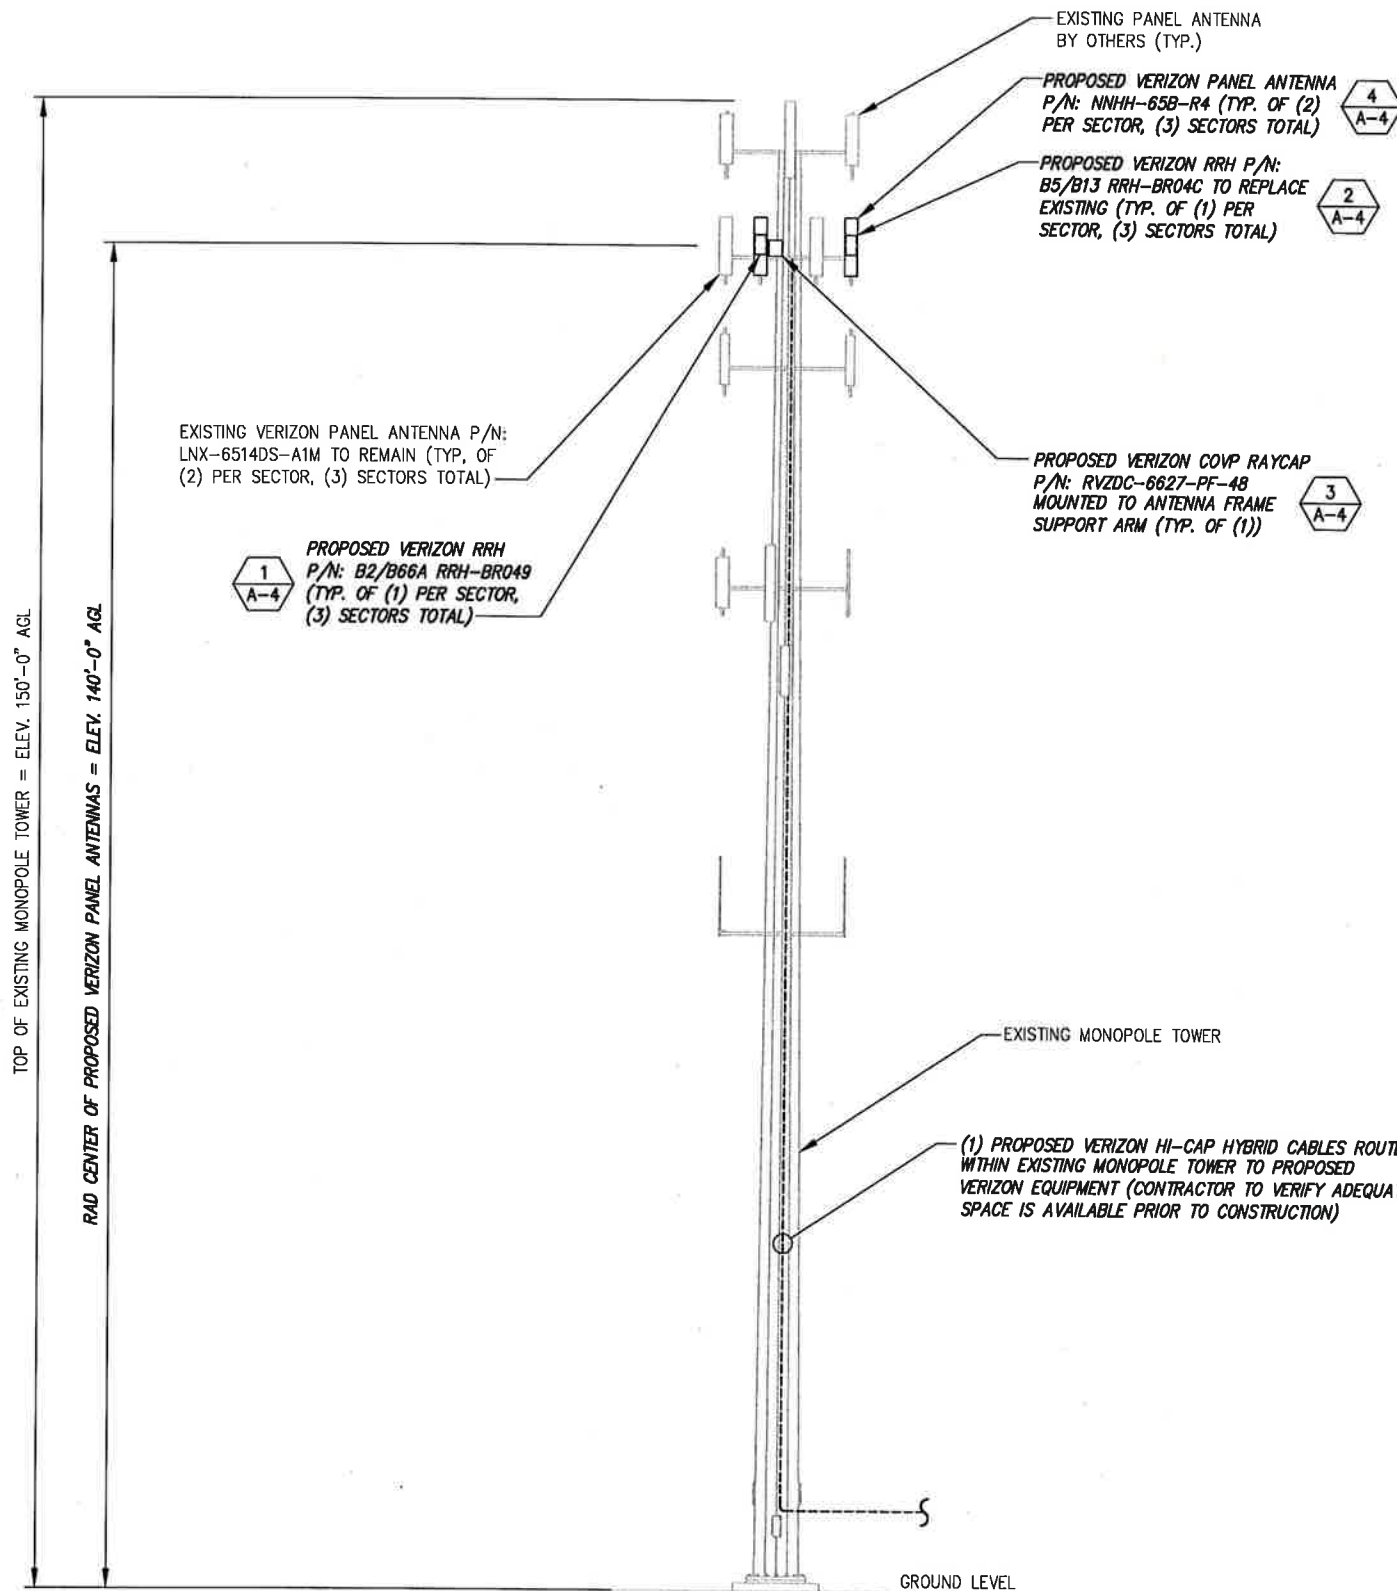 EXISTING PANEL ANTENNA
BY OTHERS (TYP.)
PROPOSED VERIZON PANEL ANTENNA
P/N: NNHH-65B-R4 (TYP. OF (2)
PER SECTOR, (3) SECTORS TOTAL)
4
A-4
PROPOSED VERIZON RRH P/N:
B5/B13 RRH-BR04C TO REPLACE
EXISTING (TYP. OF (1) PER
SECTOR, (3) SECTORS TOTAL)
2
A-4
EXISTING VERIZON PANEL ANTENNA P/N:
LNX-6514DS-A1M TO REMAIN (TYP. OF
(2) PER SECTOR, (3) SECTORS TOTAL)
PROPOSED VERIZON COVP RAYCAP
P/N: RVZDC-6627-PF-48
MOUNTED TO ANTENNA FRAME
SUPPORT ARM (TYP. OF (1))
3
A-4
1
A-4
PROPOSED VERIZON RRH
P/N: B2/B66A RRH-BR049
(TYP. OF (1) PER SECTOR,
(3) SECTORS TOTAL)
TOP OF EXISTING MONOPOLE TOWER = ELEV. 150'-0" AGL
RAD CENTER OF PROPOSED VERIZON PANEL ANTENNAS = ELEV. 140'-0" AGL
EXISTING MONOPOLE TOWER
(1) PROPOSED VERIZON HI-CAP HYBRID CABLES ROUT
WITHIN EXISTING MONOPOLE TOWER TO PROPOSED
VERIZON EQUIPMENT (CONTRACTOR TO VERIFY ADEQUA
SPACE IS AVAILABLE PRIOR TO CONSTRUCTION)
GROUND LEVEL